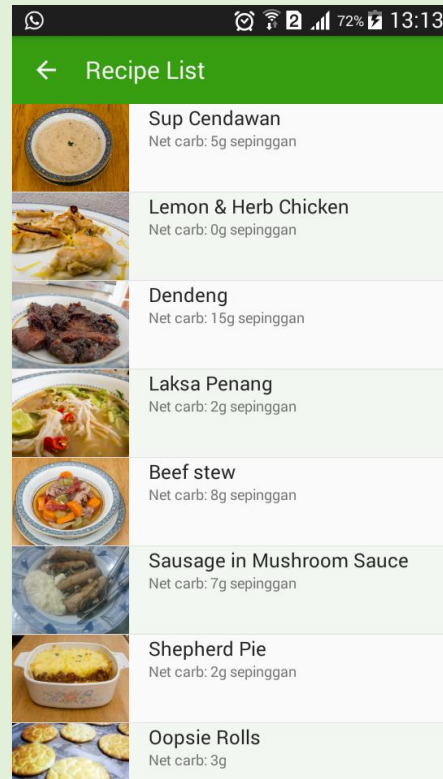 2 72% 13:13
Recipe List
Sup Cendawan
Net carb: 5g sepinggan
Lemon & Herb Chicken
Net carb: 0g sepinggan
Dendeng
Net carb: 15g sepinggan
Laksa Penang
Net carb: 2g sepinggan
Beef stew
Net carb: 8g sepinggan
Sausage in Mushroom Sauce
Net carb: 7g sepinggan
Shepherd Pie
Net carb: 2g sepinggan
Oopsie Rolls
Net carb: 3g